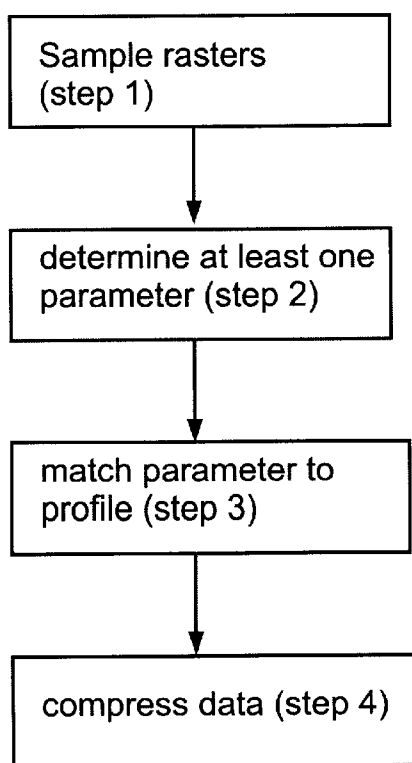 Sample rasters
(step 1)
determine at least one
parameter (step 2)
match parameter to
profile (step 3)
compress data (step 4)